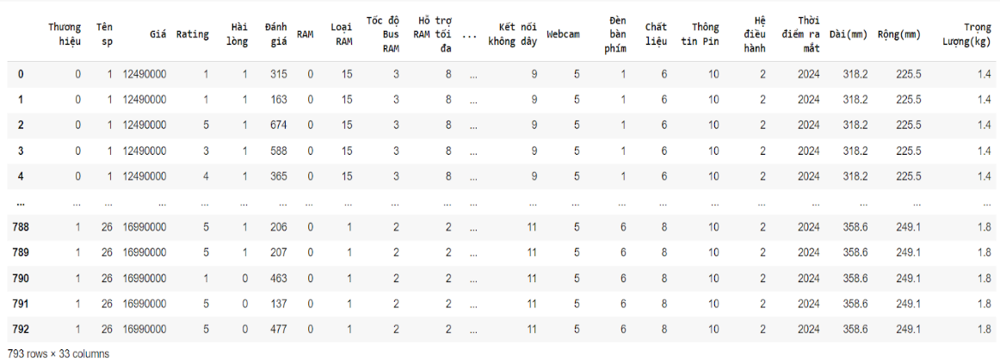 Thương hiệu Tên sp Giá Rating Hài lòng Đánh giá RAM Loại RAM Tốc độ Bus RAM Hỗ trợ RAM tối đa ... Kết nối không dây Webcam Đèn bàn phím Chất liệu Thông tin Pin Hệ điều hành Thời điểm ra mắt Dài(mm) Rộng(mm) Trọng Lượng(kg)
0 0 1 12490000 1 1 315 0 15 3 8 ... 9 5 1 6 10 2 2024 318.2 225.5 1.4
1 0 1 12490000 1 1 163 0 15 3 8 ... 9 5 1 6 10 2 2024 318.2 225.5 1.4
2 0 1 12490000 5 1 674 0 15 3 8 ... 9 5 1 6 10 2 2024 318.2 225.5 1.4
3 0 1 12490000 3 1 588 0 15 3 8 ... 9 5 1 6 10 2 2024 318.2 225.5 1.4
4 0 1 12490000 4 1 365 0 15 3 8 ... 9 5 1 6 10 2 2024 318.2 225.5 1.4
... ... ... ... ... ... ... ... ... ... ... ... ... ... ... ... ... ... ... ... ... ...
788 1 26 16990000 5 1 206 0 1 2 2 ... 11 5 6 8 10 2 2024 358.6 249.1 1.8
789 1 26 16990000 5 1 207 0 1 2 2 ... 11 5 6 8 10 2 2024 358.6 249.1 1.8
790 1 26 16990000 1 0 463 0 1 2 2 ... 11 5 6 8 10 2 2024 358.6 249.1 1.8
791 1 26 16990000 5 0 137 0 1 2 2 ... 11 5 6 8 10 2 2024 358.6 249.1 1.8
792 1 26 16990000 5 0 477 0 1 2 2 ... 11 5 6 8 10 2 2024 358.6 249.1 1.8
793 rows × 33 columns